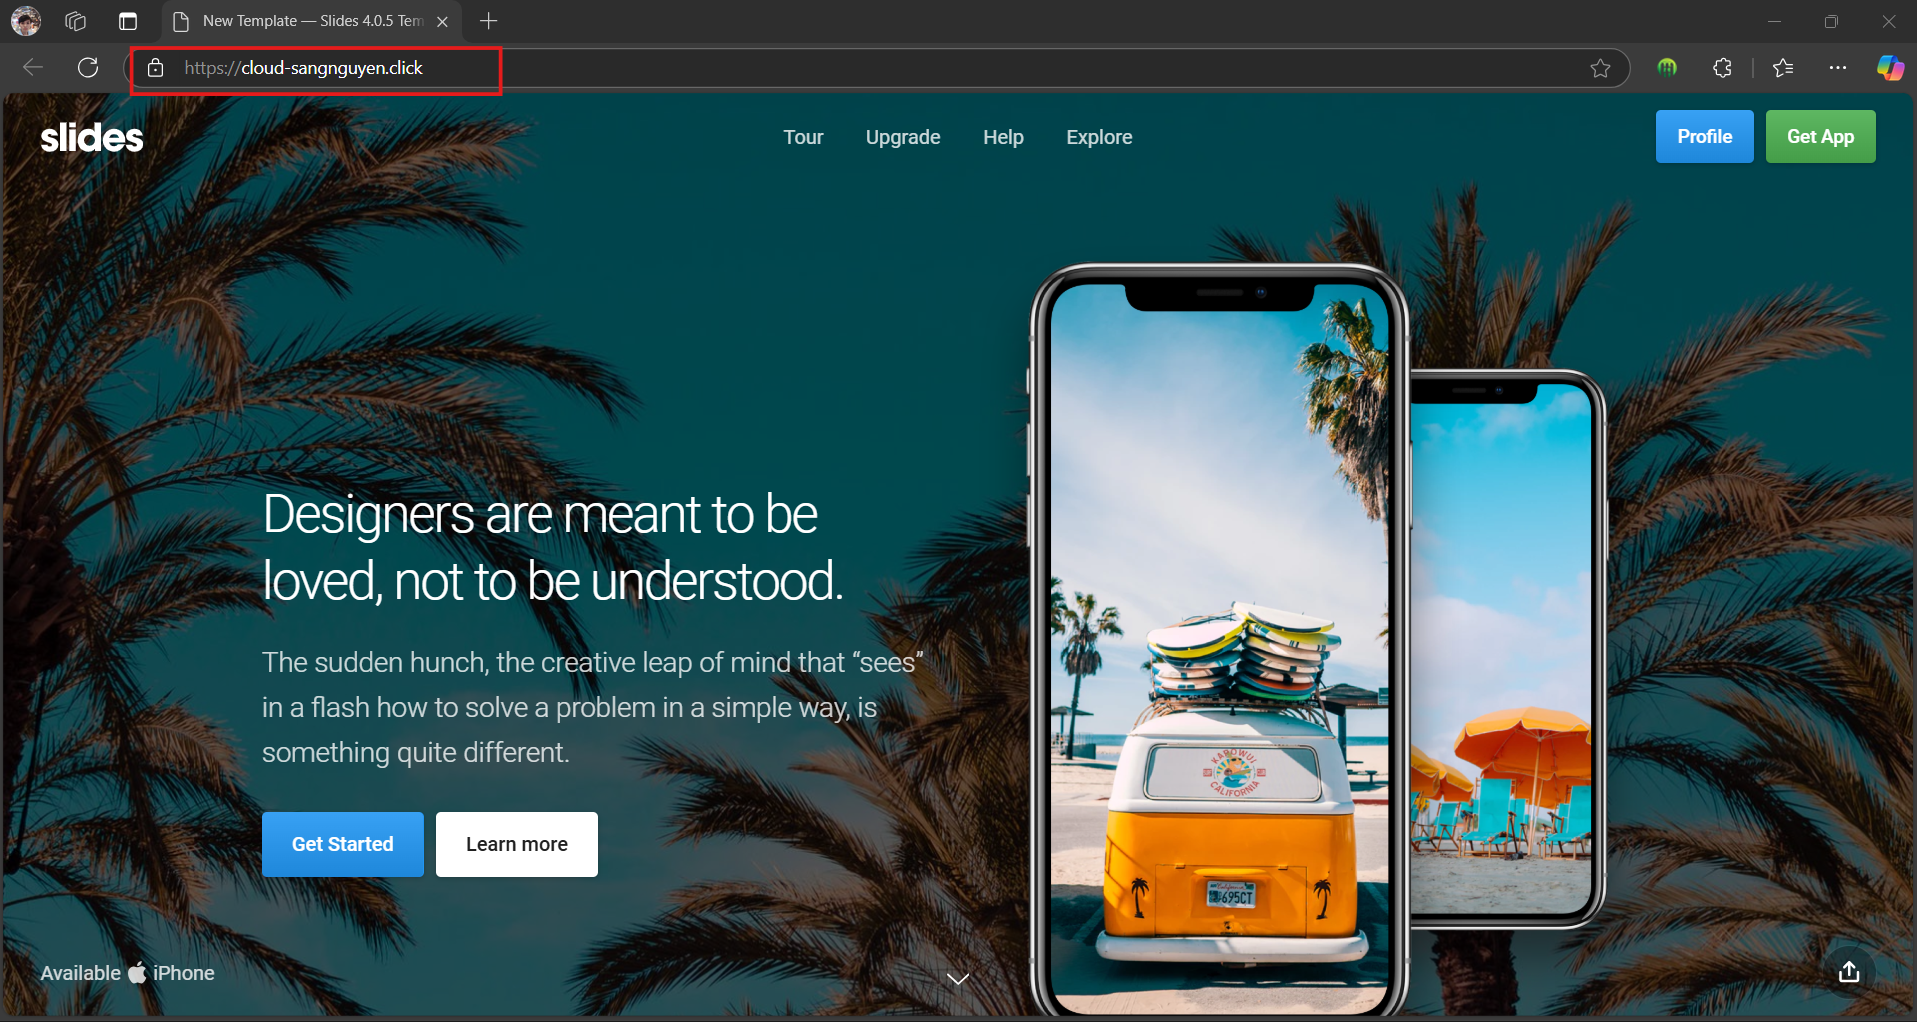 New Template — Slides 4.0.5 Tem
https://cloud-sangnguyen.click
slides
Tour
Upgrade
Help
Explore
Profile
Get App
Designers are meant to be
loved, not to be understood.
The sudden hunch, the creative leap of mind that “sees”
in a flash how to solve a problem in a simple way, is
something quite different.
Get Started
Learn more
Available iPhone
KAROWUI
CALIFORNIA
695CT